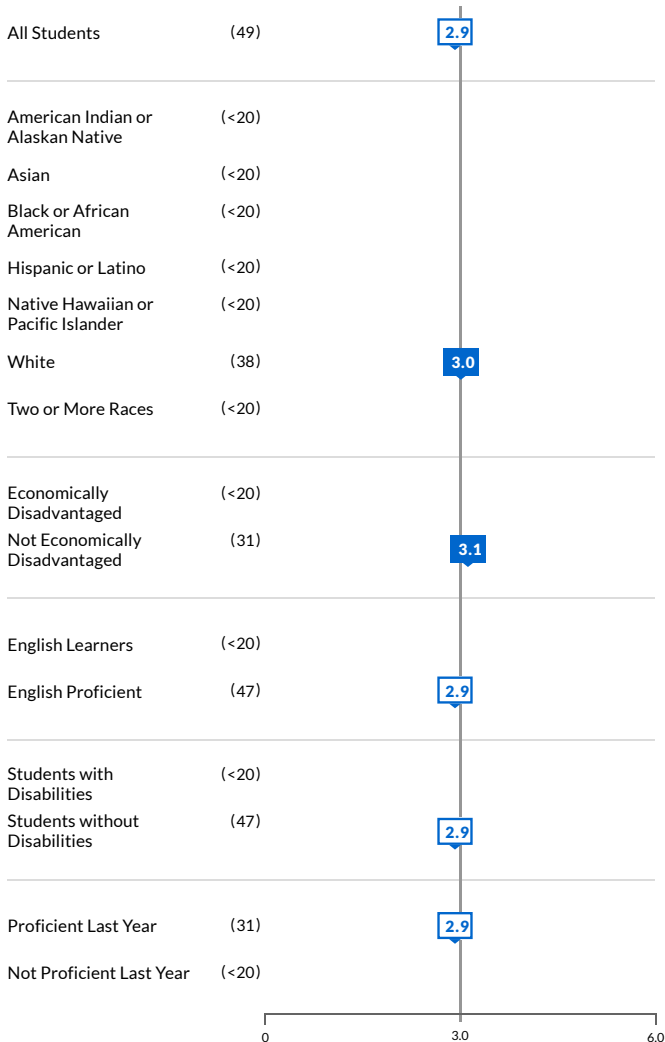 All Students (49) 2.9
American Indian or
Alaskan Native (<20)
Asian (<20)
Black or African
American (<20)
Hispanic or Latino (<20)
Native Hawaiian or
Pacific Islander (<20)
White (38) 3.0
Two or More Races (<20)
Economically
Disadvantaged (<20)
Not Economically
Disadvantaged (31) 3.1
English Learners (<20)
English Proficient (47) 2.9
Students with
Disabilities (<20)
Students without
Disabilities (47) 2.9
Proficient Last Year (31) 2.9
Not Proficient Last Year (<20)
0 3.0 6.0